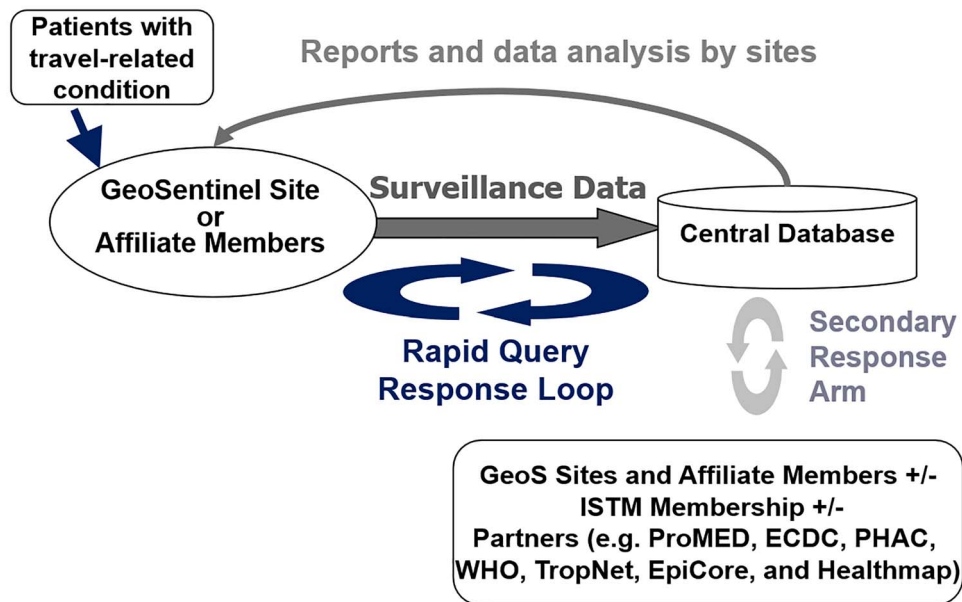 Patients with
travel-related
condition
Reports and data analysis by sites
GeoSentinel Site
or
Affiliate Members
Surveillance Data
Central Database
Rapid Query
Response Loop
Secondary
Response
Arm
GeoS Sites and Affiliate Members +/-
ISTM Membership +/-
Partners (e.g. ProMED, ECDC, PHAC,
WHO, TropNet, EpiCore, and Healthmap)